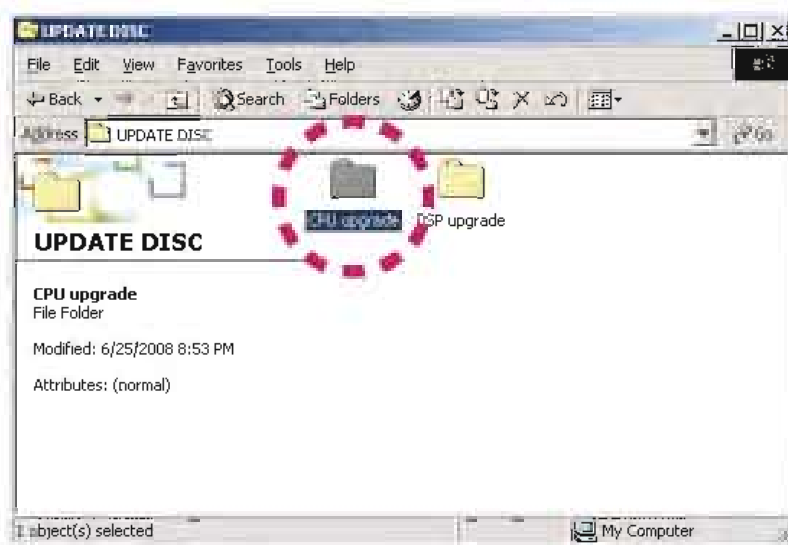 UPDATE DISC
File Edit View Favorites Tools Help
Back Search Folders
Address UPDATE DISC Go
CPU upgrade DSP upgrade
UPDATE DISC
CPU upgrade
File Folder
Modified: 6/25/2008 8:53 PM
Attributes: (normal)
1 object(s) selected My Computer